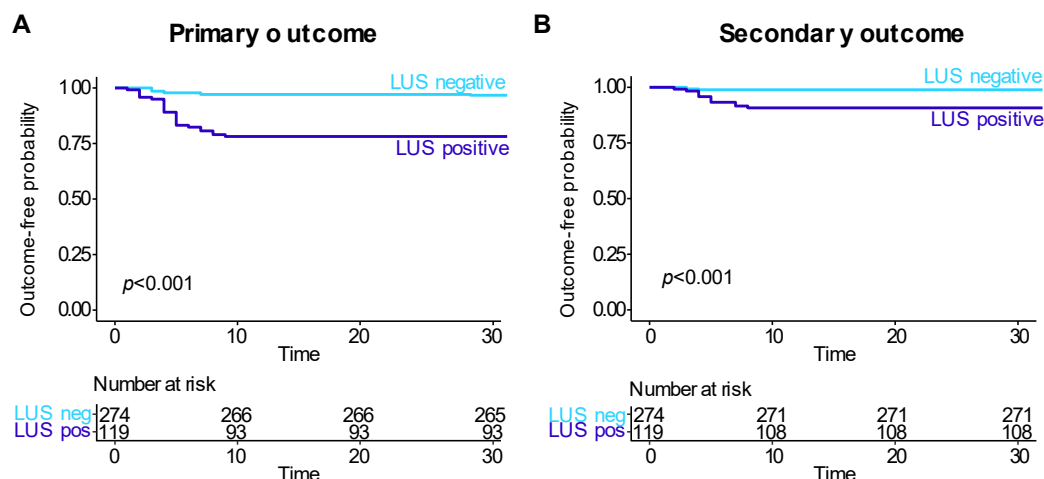 A
Primary o utcome
1.00
0.75
0.50
0.25
0.00
Outcome-free probability
LUS negative
LUS positive
p<0.001
0 10 20 30
Time
Number at risk
LUS neg 274 266 266 265
LUS pos 119 93 93 93
0 10 20 30
Time
B
Secondar y outcome
1.00
0.75
0.50
0.25
0.00
Outcome-free probability
LUS negative
LUS positive
p<0.001
0 10 20 30
Time
Number at risk
LUS neg 274 271 271 271
LUS pos 119 108 108 108
0 10 20 30
Time